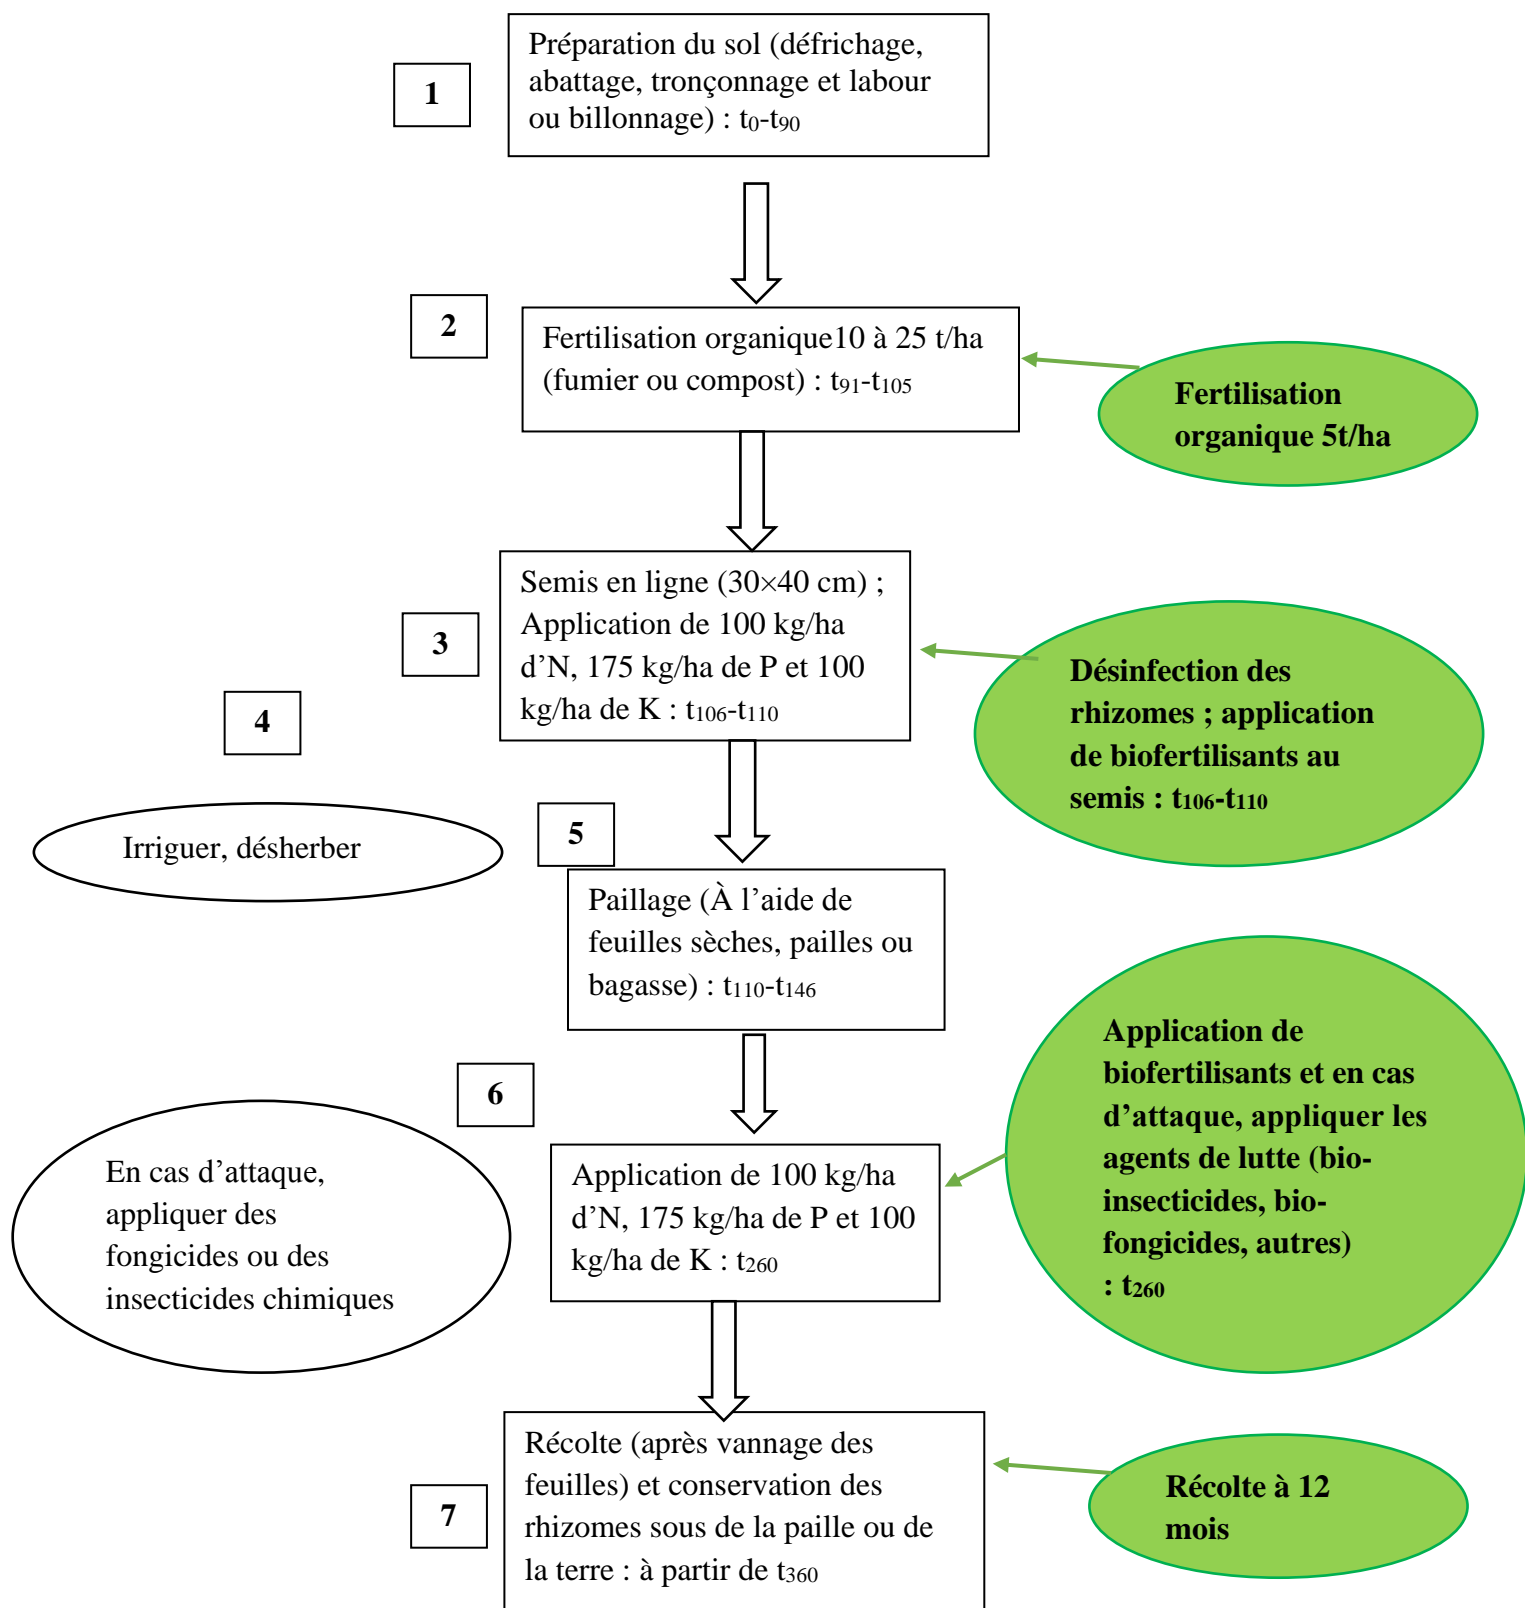 1
Préparation du sol (défrichage,
abattage, tronçonnage et labour
ou billonnage) : t0-t90
2
Fertilisation organique10 à 25 t/ha
(fumier ou compost) : t91-t105
Fertilisation
organique 5t/ha
3
Semis en ligne (30×40 cm) ;
Application de 100 kg/ha
d’N, 175 kg/ha de P et 100
kg/ha de K : t106-t110
Désinfection des
rhizomes ; application
de biofertilisants au
semis : t106-t110
4
Irriguer, désherber
5
Paillage (À l’aide de
feuilles sèches, pailles ou
bagasse) : t110-t146
6
Application de 100 kg/ha
d’N, 175 kg/ha de P et 100
kg/ha de K : t260
En cas d’attaque,
appliquer des
fongicides ou des
insecticides chimiques
Application de
biofertilisants et en cas
d’attaque, appliquer les
agents de lutte (bio-
insecticides, bio-
fongicides, autres)
: t260
7
Récolte (après vannage des
feuilles) et conservation des
rhizomes sous de la paille ou de
la terre : à partir de t360
Récolte à 12
mois